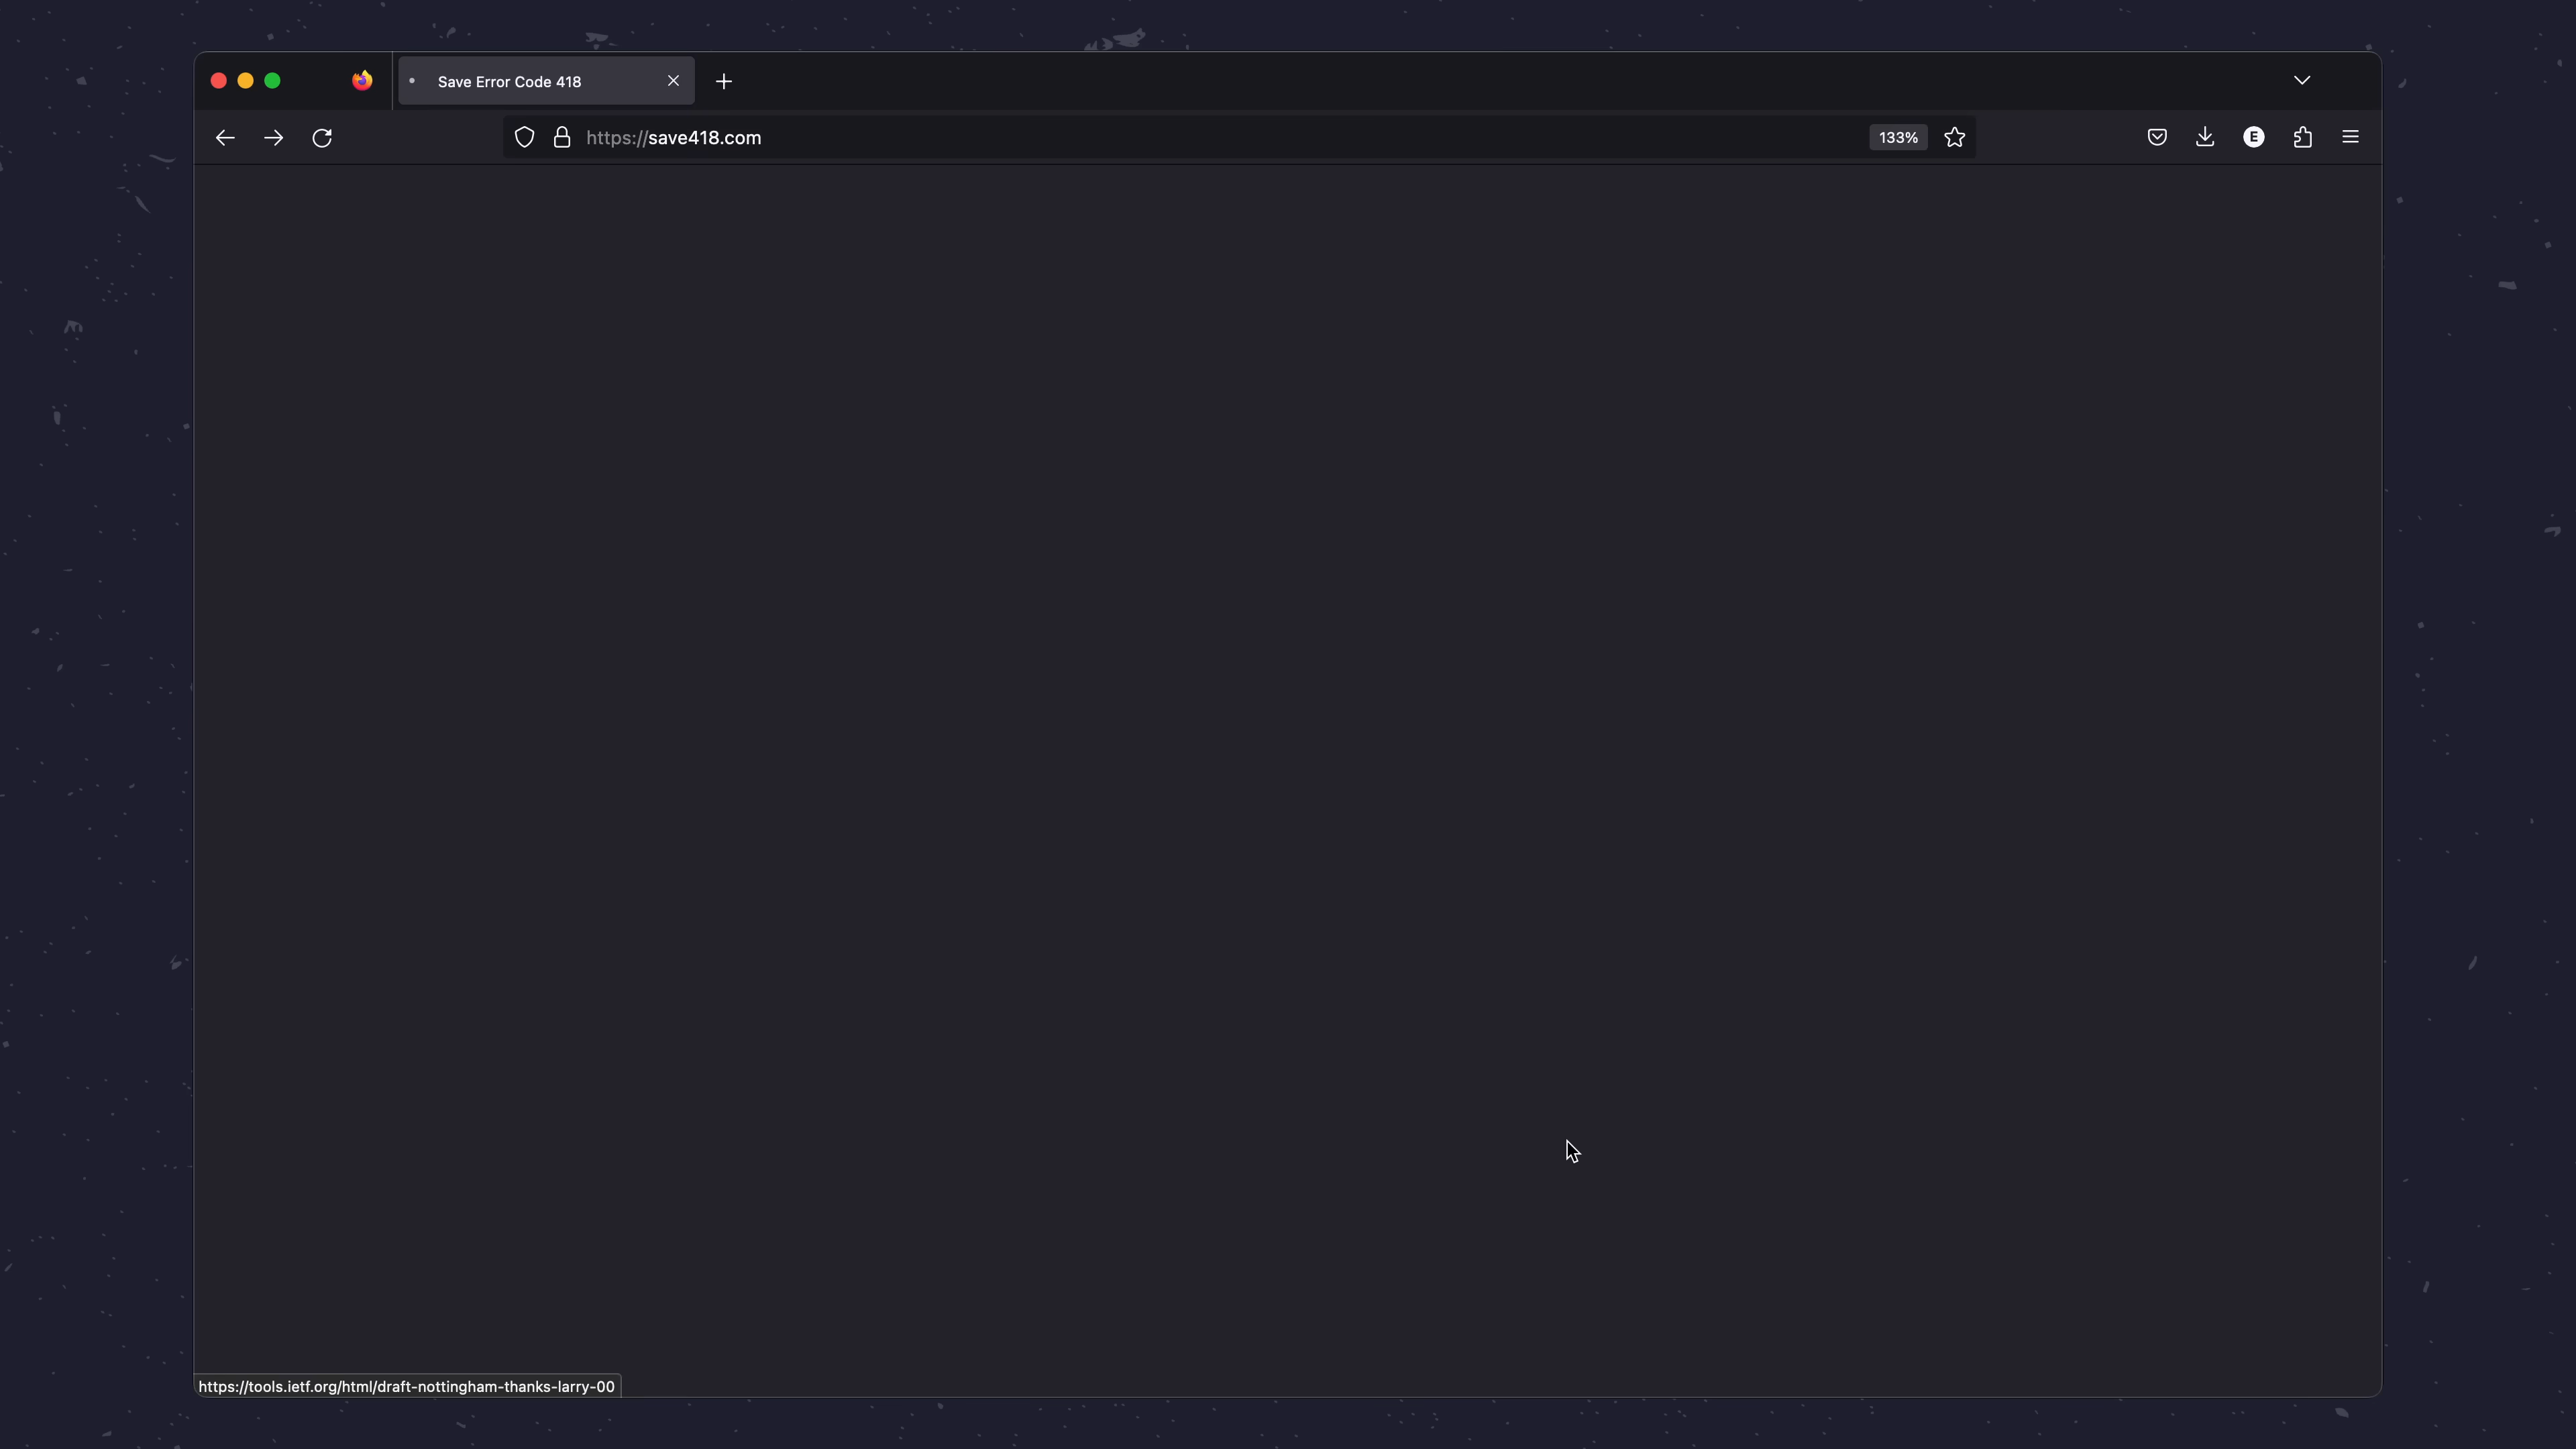 Save Error Code 418
https://save418.com
133%
E
https://tools.ietf.org/html/draft-nottingham-thanks-larry-00